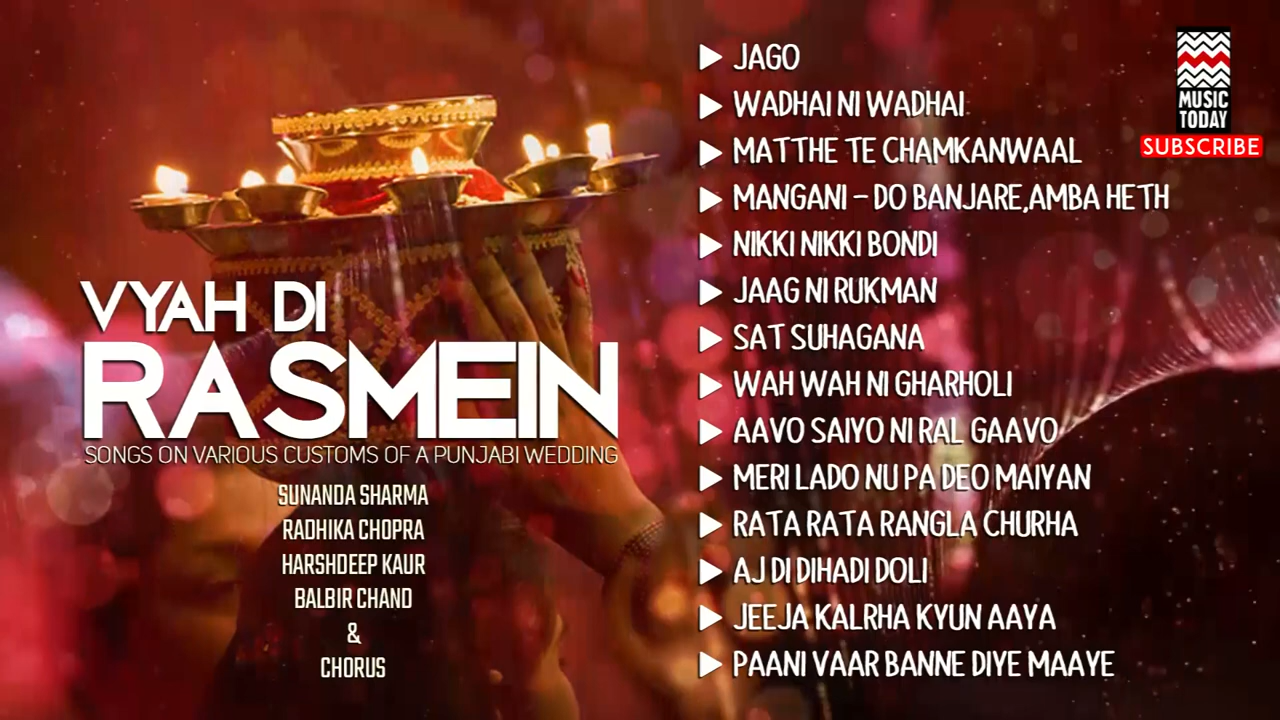 VYAH DI
RASMEIN
SONGS ON VARIOUS CUSTOMS OF A PUNJABI WEDDING
SUNANDA SHARMA
RADHIKA CHOPRA
HARSHDEEP KAUR
BALBIR CHAND
&
CHORUS
JAGO
WADHAI NI WADHAI
MATTHE TE CHAMKANWAAL
MANGANI - DO BANJARE,AMBA HETH
NIKKI NIKKI BONDI
JAAG NI RUKMAN
SAT SUHAGANA
WAH WAH NI GHARHOLI
AAVO SAIYO NI RAL GAAVO
MERI LADO NU PA DEO MAIYAN
RATA RATA RANGLA CHURHA
AJ DI DIHADI DOLI
JEEJA KALRHA KYUN AAYA
PAANI VAAR BANNE DIYE MAAYE
MUSIC
TODAY
SUBSCRIBE